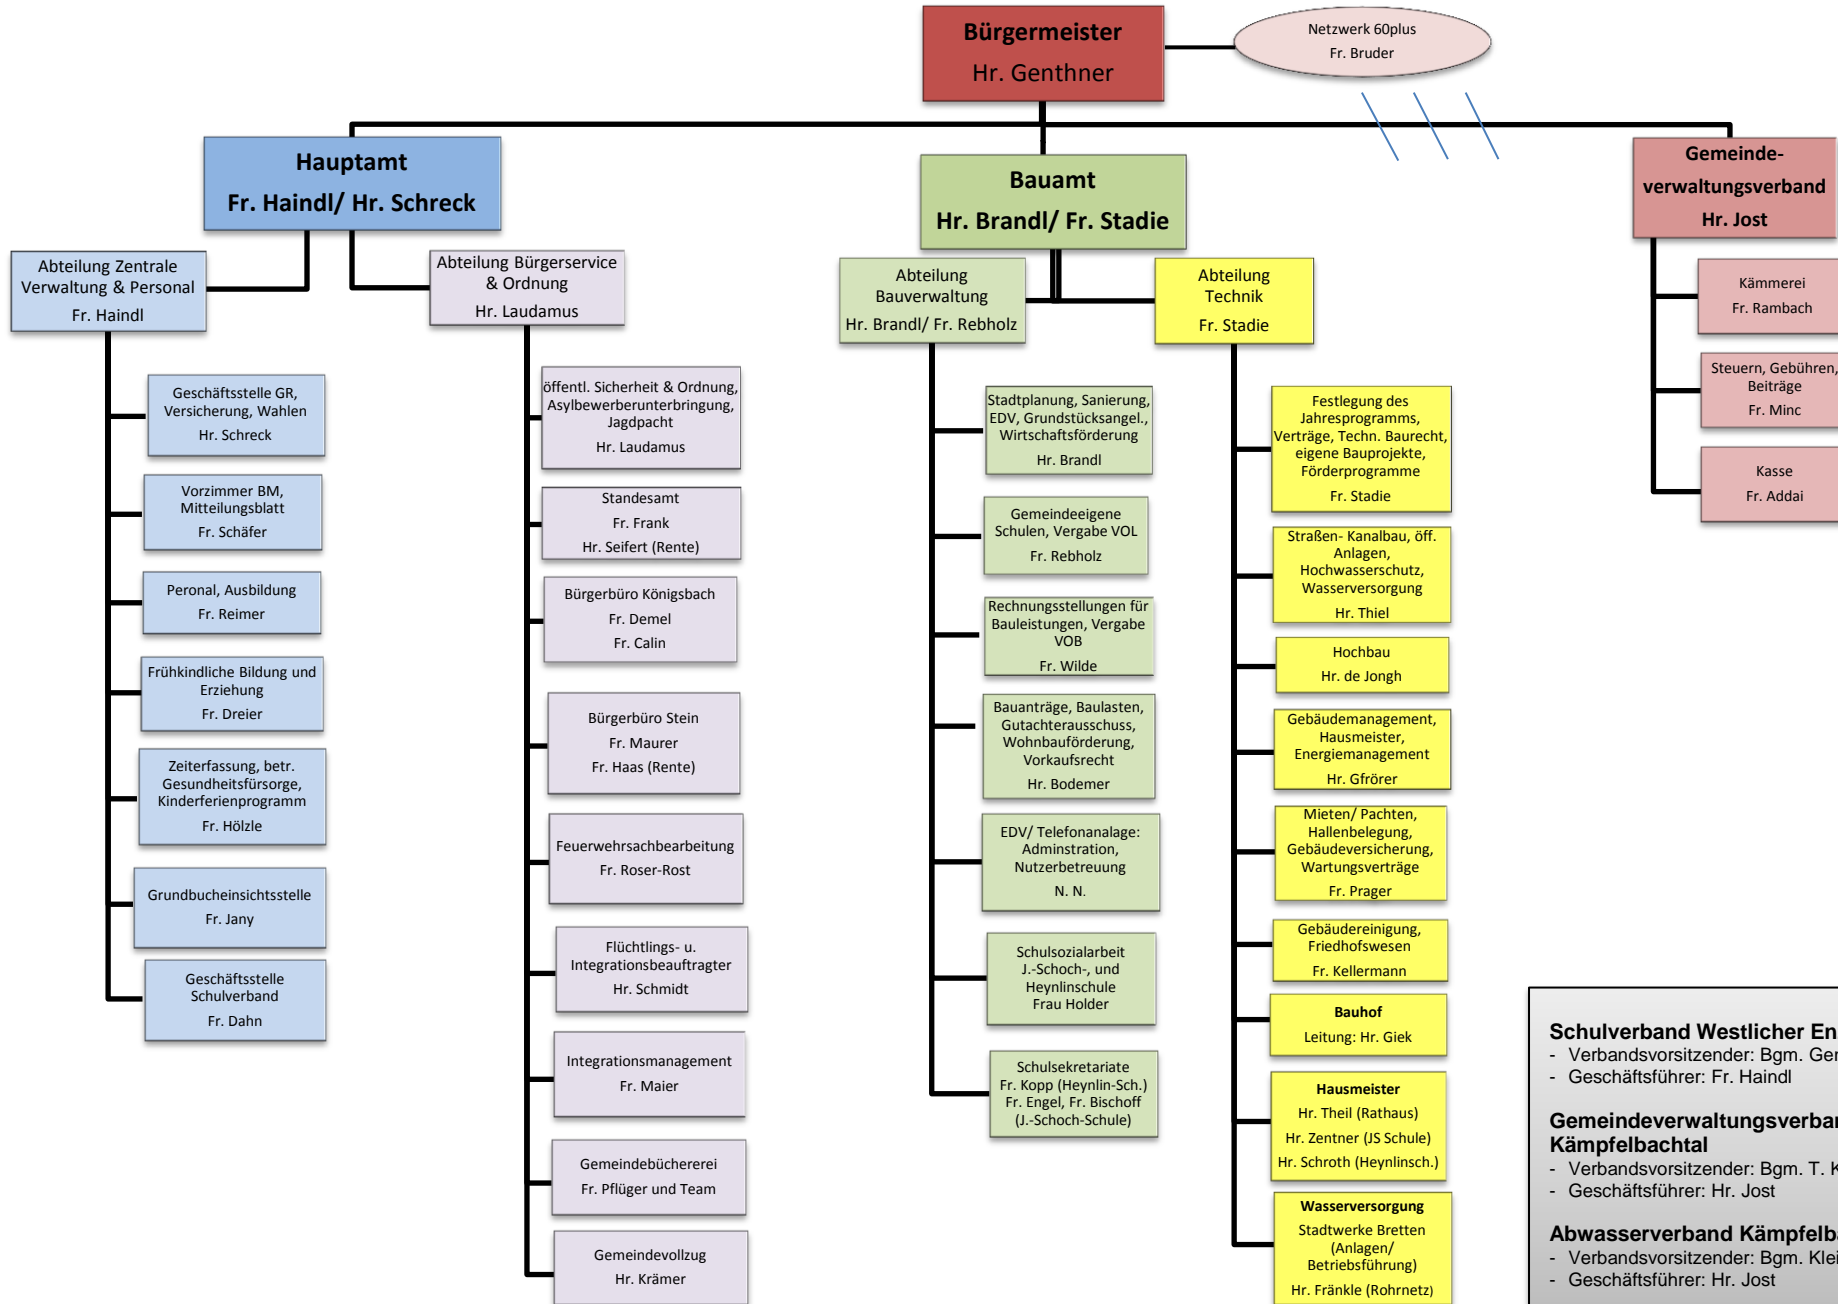 Bürgermeister
Hr. Genthner
Netzwerk 60plus
Fr. Bruder
Hauptamt
Fr. Haindl/ Hr. Schreck
Bauamt
Hr. Brandl/ Fr. Stadie
Gemeinde-
verwaltungsverband
Hr. Jost
Abteilung Zentrale
Verwaltung & Personal
Fr. Haindl
Geschäftsstelle GR,
Versicherung, Wahlen
Hr. Schreck
Vorzimmer BM,
Mitteilungsblatt
Fr. Schäfer
Peronal, Ausbildung
Fr. Reimer
Frühkindliche Bildung und
Erziehung
Fr. Dreier
Zeiterfassung, betr.
Gesundheitsfürsorge,
Kinderferienprogramm
Fr. Hölzle
Grundbucheinsichtsstelle
Fr. Jany
Geschäftsstelle
Schulverband
Fr. Dahn
Abteilung Bürgerservice
& Ordnung
Hr. Laudamus
öffentl. Sicherheit & Ordnung,
Asylbewerberunterbringung,
Jagdpacht
Hr. Laudamus
Standesamt
Fr. Frank
Hr. Seifert (Rente)
Bürgerbüro Königsbach
Fr. Demel
Fr. Calin
Bürgerbüro Stein
Fr. Maurer
Fr. Haas (Rente)
Feuerwehrsachbearbeitung
Fr. Roser-Rost
Flüchtlings- u.
Integrationsbeauftragter
Hr. Schmidt
Integrationsmanagement
Fr. Maier
Gemeindebücherei
Fr. Pflüger und Team
Gemeindevollzug
Hr. Krämer
Abteilung
Bauverwaltung
Hr. Brandl/ Fr. Rebholz
Stadtplanung, Sanierung,
EDV, Grundstücksangel.,
Wirtschaftsförderung
Hr. Brandl
Gemeindeeigene
Schulen, Vergabe VOL
Fr. Rebholz
Rechnungsstellungen für
Bauleistungen, Vergabe
VOB
Fr. Wilde
Bauanträge, Baulasten,
Gutachterausschuss,
Wohnbauförderung,
Vorkaufsrecht
Hr. Bodemer
EDV/ Telefonanalage:
Adminstration,
Nutzerbetreuung
N. N.
Schulsozialarbeit
J.-Schoch-, und
Heynlinschule
Frau Holder
Schulsekretariate
Fr. Kopp (Heynlin-Sch.)
Fr. Engel, Fr. Bischoff
(J.-Schoch-Schule)
Abteilung
Technik
Fr. Stadie
Festlegung des
Jahresprogramms,
Verträge, Techn. Baurecht,
eigene Bauprojekte,
Förderprogramme
Fr. Stadie
Straßen- Kanalbau, öff.
Anlagen,
Hochwasserschutz,
Wasserversorgung
Hr. Thiel
Hochbau
Hr. de Jongh
Gebäudemanagement,
Hausmeister,
Energiemanagement
Hr. Gfrörer
Mieten/ Pachten,
Hallenbelegung,
Gebäudeversicherung,
Wartungsverträge
Fr. Prager
Gebäudereinigung,
Friedhofswesen
Fr. Kellermann
Bauhof
Leitung: Hr. Giek
Hausmeister
Hr. Theil (Rathaus)
Hr. Zentner (JS Schule)
Hr. Schroth (Heynlinsch.)
Wasserversorgung
Stadtwerke Bretten
(Anlagen/
Betriebsführung)
Hr. Fränkle (Rohrnetz)
Kämmerei
Fr. Rambach
Steuern, Gebühren,
Beiträge
Fr. Minc
Kasse
Fr. Addai
Schulverband Westlicher
- Verbandsvorsitzender: Bgm.
- Geschäftsführer: Fr. Haindl
Kämpfelbachtal
- Verbandsvorsitzender: Bgm. T.
- Geschäftsführer: Hr. Jost
Abwasserverband
- Verbandsvorsitzender: Bgm.
- Geschäftsführer: Hr. Jost